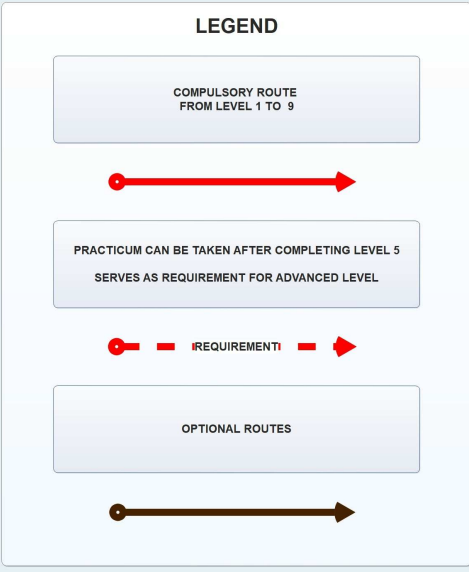 LEGEND
COMPULSORY ROUTE
FROM LEVEL 1 TO 9
PRACTICUM CAN BE TAKEN AFTER COMPLETING LEVEL 5
SERVES AS REQUIREMENT FOR ADVANCED LEVEL
REQUIREMENT
OPTIONAL ROUTES